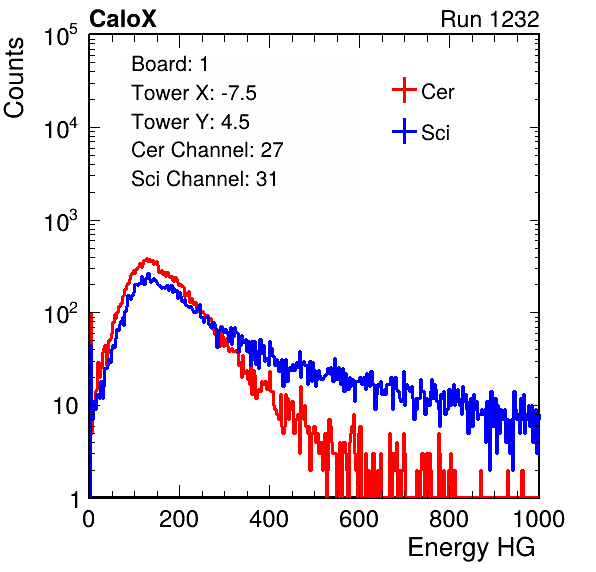 CaloX Run 1232
Counts
10^5
10^4
10^3
10^2
10
1
Board: 1
Tower X: -7.5
Tower Y: 4.5
Cer Channel: 27
Sci Channel: 31
Cer
Sci
0 200 400 600 800 1000
Energy HG